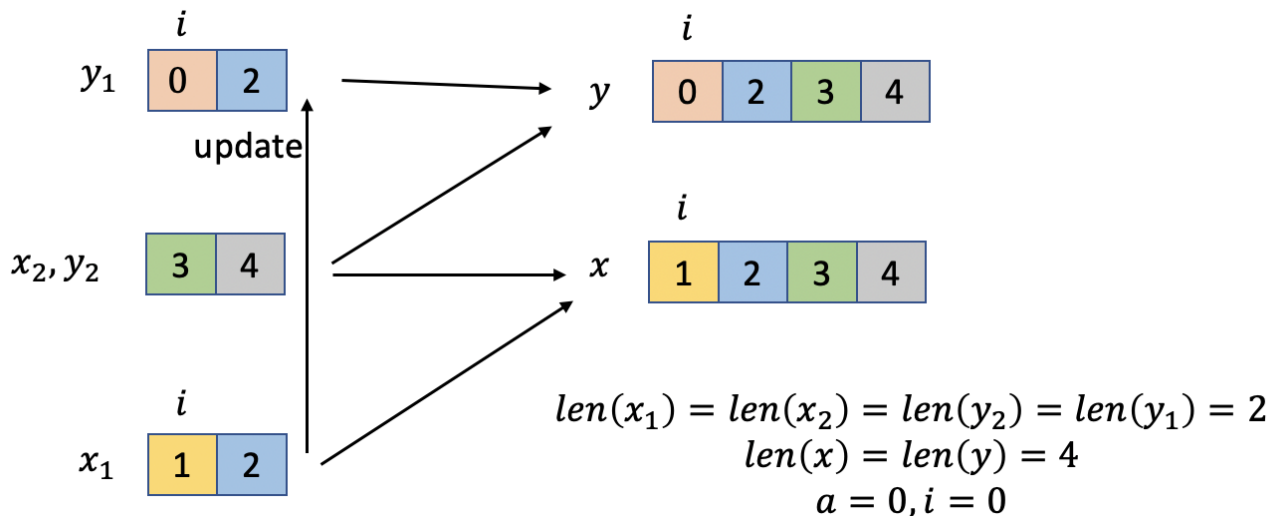 i
y₁ 0 2
update
x₂, y₂ 3 4
i
x₁ 1 2
i
y 0 2 3 4
i
x 1 2 3 4
len(x₁) = len(x₂) = len(y₂) = len(y₁) = 2
len(x) = len(y) = 4
a = 0, i = 0